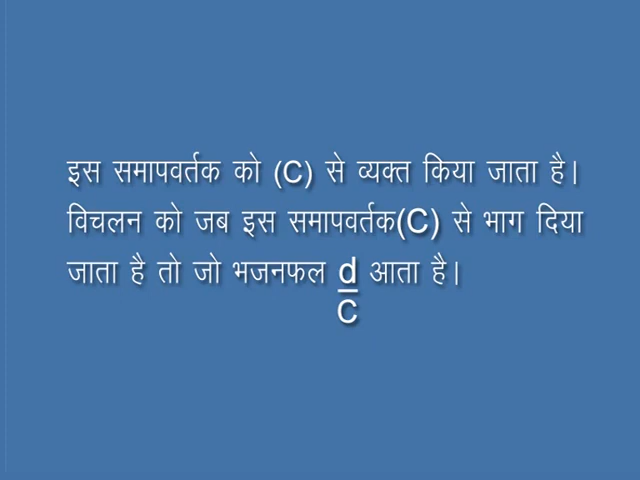 इस समापवर्तक को (C) से व्यक्त किया जाता है।
विचलन को जब इस समापवर्तक(C) से भाग दिया
जाता है तो जो भजनफल d आता है।
C